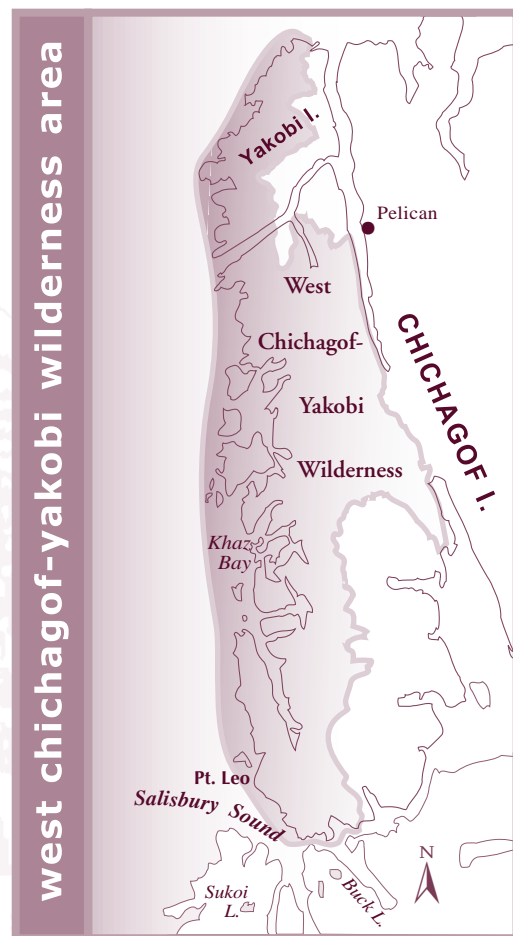 west chichagof-yakobi wilderness area
Yakobi I.
Pelican
West
Chichagof-
Yakobi
Wilderness
CHICHAGOF I.
Khaz
Bay
Pt. Leo
Salisbury Sound
N
Sukoi
L.
Buck L.